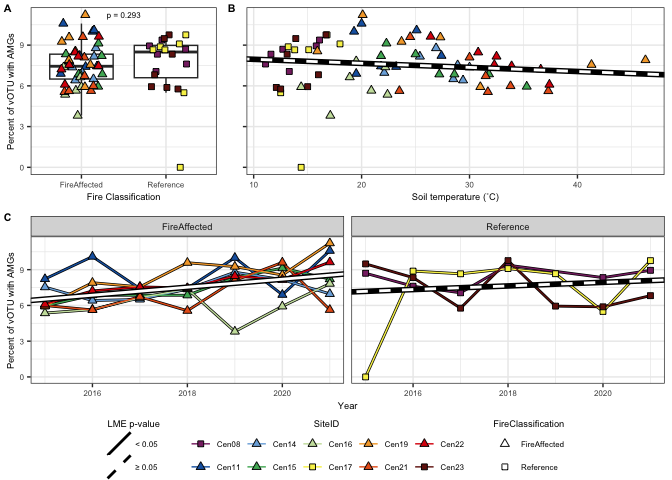 A
B
p = 0.293
Percent of vOTU with AMGs
9
6
3
0
FireAffected
Reference
Fire Classification
10
20
30
40
Soil temperature (˚C)
C
FireAffected
Reference
Percent of vOTU with AMGs
9
6
3
0
2016
2018
2020
2016
2018
2020
Year
LME p-value
< 0.05
≥ 0.05
SiteID
Cen08
Cen14
Cen16
Cen19
Cen22
Cen11
Cen15
Cen17
Cen21
Cen23
FireClassification
FireAffected
Reference